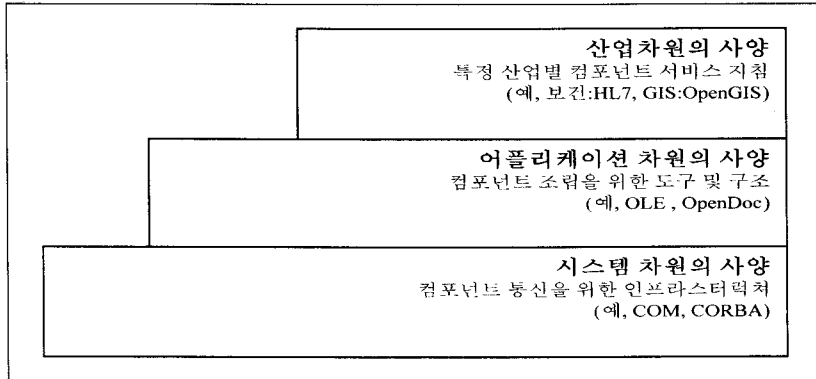 산업차원의 사양
특정 산업별 컴포넌트 서비스 지침
(예, 보건:HL7, GIS:OpenGIS)
어플리케이션 차원의 사양
컴포넌트 조립을 위한 도구 및 구조
(예, OLE , OpenDoc)
시스템 차원의 사양
컴포넌트 통신을 위한 인프라스터럭쳐
(예, COM, CORBA)